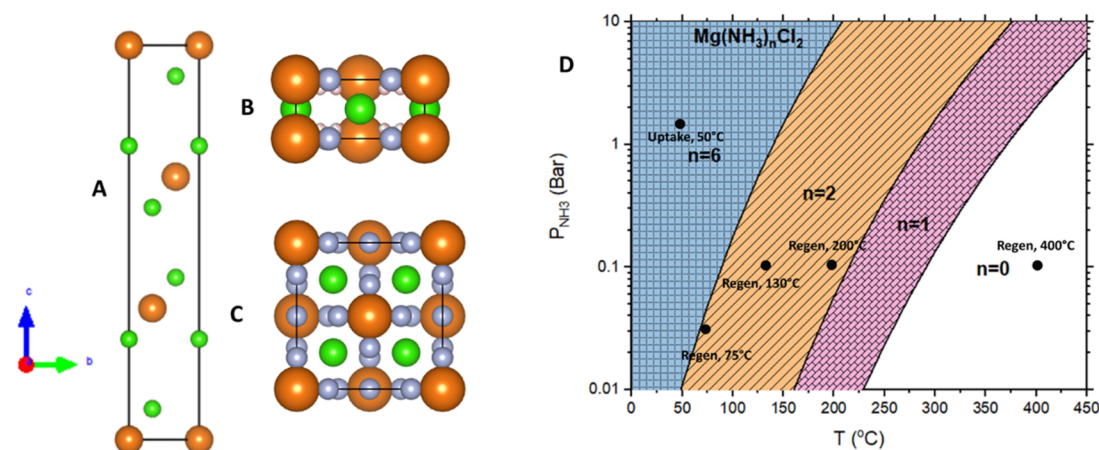 A
B
C
c
b
D
Mg(NH3)nCl2
Uptake, 50°C
n=6
n=2
n=1
n=0
Regen, 200°C
Regen, 400°C
Regen, 130°C
Regen, 75°C
10
1
0.1
0.01
PNH3 (Bar)
0 50 100 150 200 250 300 350 400 450
T (°C)